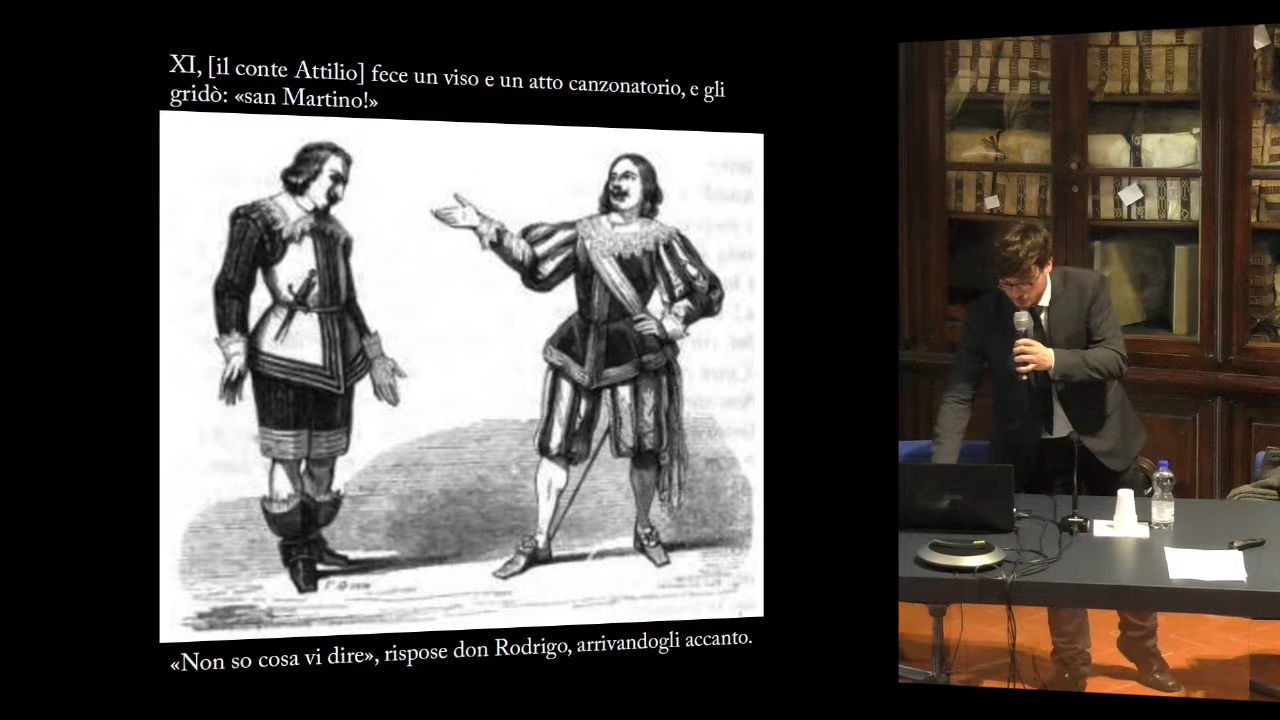 XI, [il conte Attilio] fece un viso e un atto canzonatorio, e gli
gridò: «san Martino!»
«Non so cosa vi dire», rispose don Rodrigo, arrivandogli accanto.